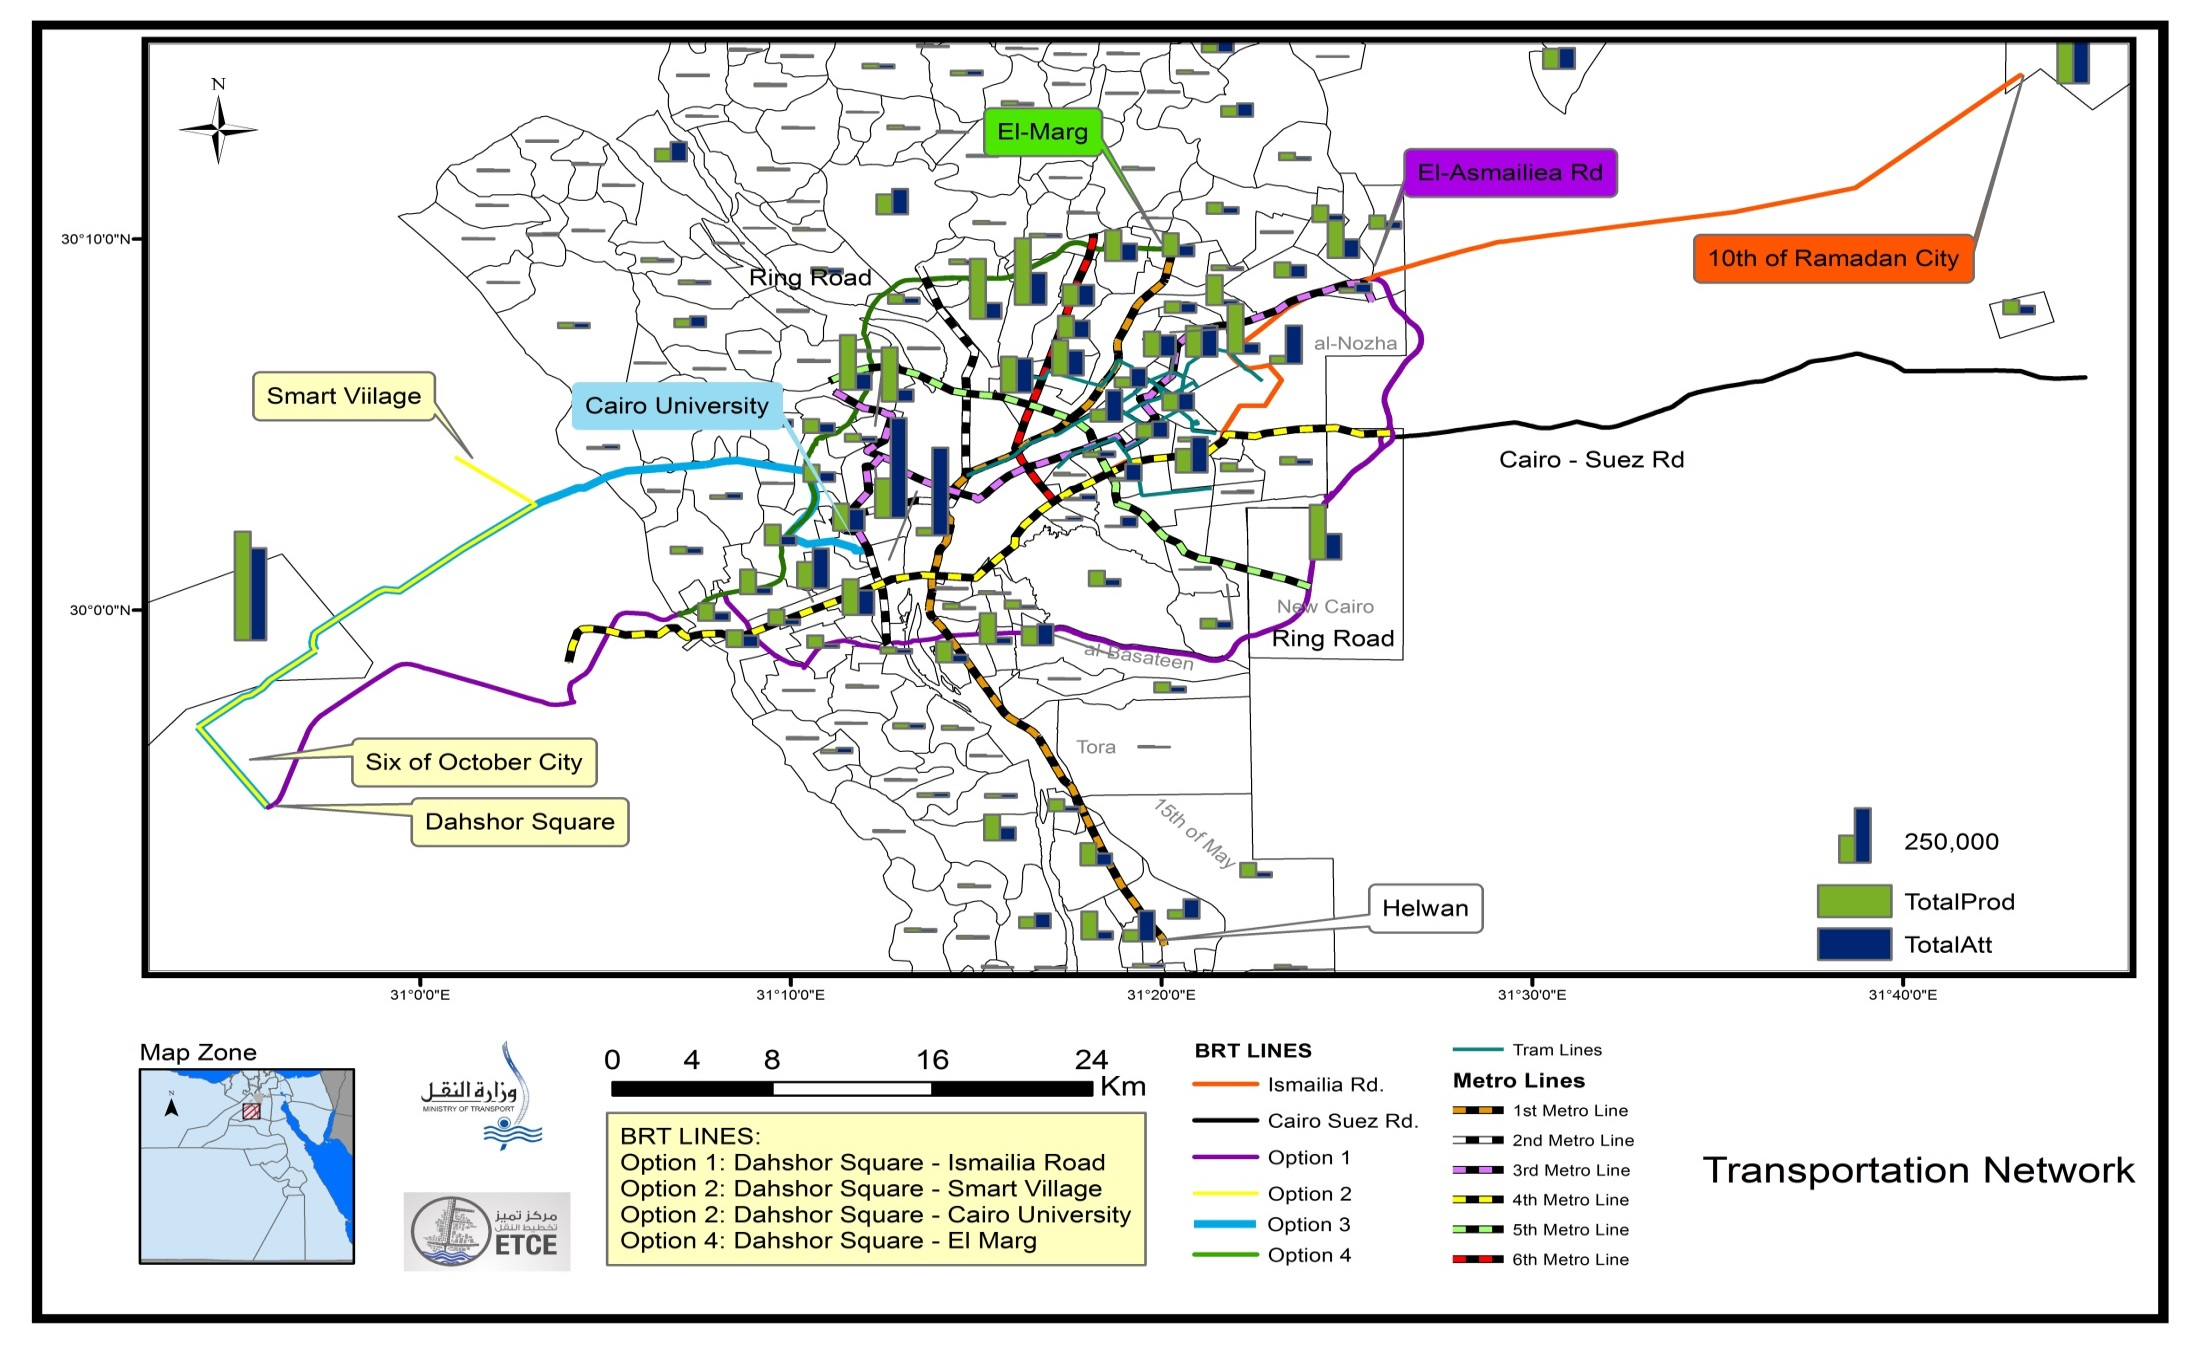 N
El-Marg
El-Asmailiea Rd
30°10'0"N
10th of Ramadan City
Ring Road
al-Nozha
Smart Viilage
Cairo University
Cairo - Suez Rd
30°0'0"N
New Cairo
Ring Road
al-Basateen
Tora
Six of October City
Dahshor Square
15th of May
250,000
Helwan
TotalProd
TotalAtt
31°0'0"E
31°10'0"E
31°20'0"E
31°30'0"E
31°40'0"E
Map Zone
N
وزارة النقل
MINISTRY OF TRANSPORT
0 4 8 16 24
Km
BRT LINES:
Option 1: Dahshor Square - Ismailia Road
Option 2: Dahshor Square - Smart Village
Option 2: Dahshor Square - Cairo University
Option 4: Dahshor Square - El Marg
مركز تميز
تخطيط النقل
ETCE
BRT LINES
Ismailia Rd.
Cairo Suez Rd.
Option 1
Option 2
Option 3
Option 4
Tram Lines
Metro Lines
1st Metro Line
2nd Metro Line
3rd Metro Line
4th Metro Line
5th Metro Line
6th Metro Line
Transportation Network